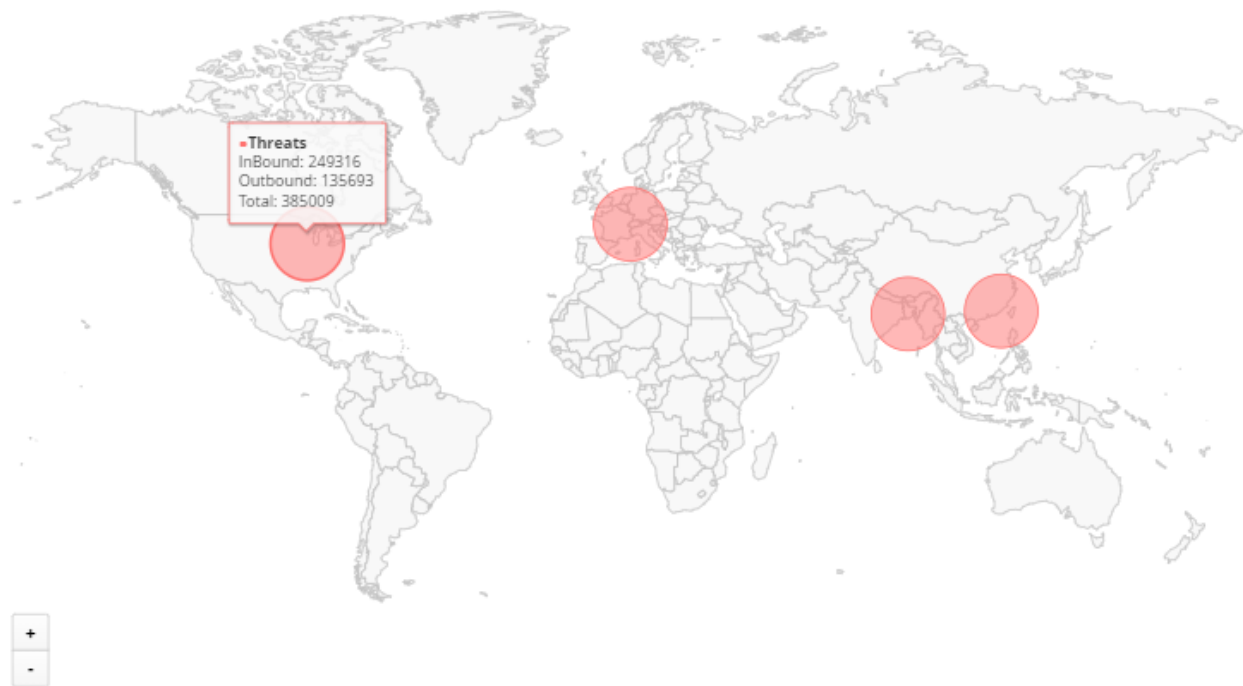 Threats
InBound: 249316
Outbound: 135693
Total: 385009
+
-